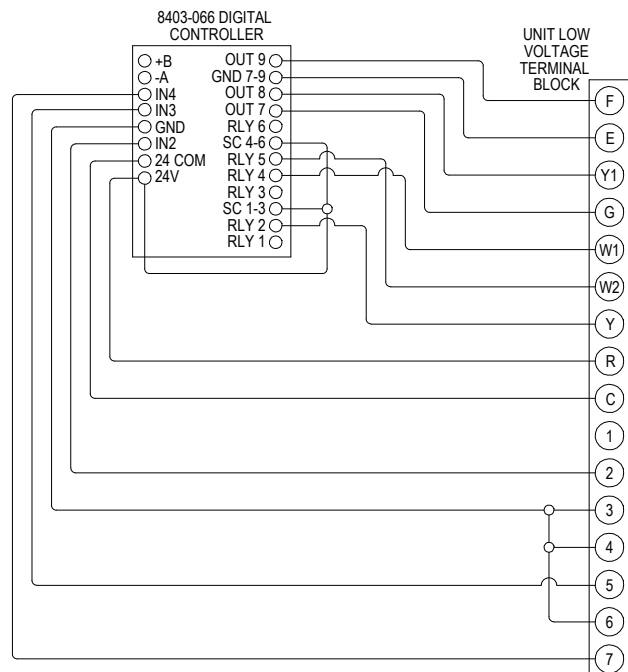 8403-066 DIGITAL
CONTROLLER
+B
-A
IN4
IN3
GND
IN2
24 COM
24V
OUT 9
GND 7-9
OUT 8
OUT 7
RLY 6
SC 4-6
RLY 5
RLY 4
RLY 3
SC 1-3
RLY 2
RLY 1
UNIT LOW
VOLTAGE
TERMINAL
BLOCK
F
E
Y1
G
W1
W2
Y
R
C
1
2
3
4
5
6
7